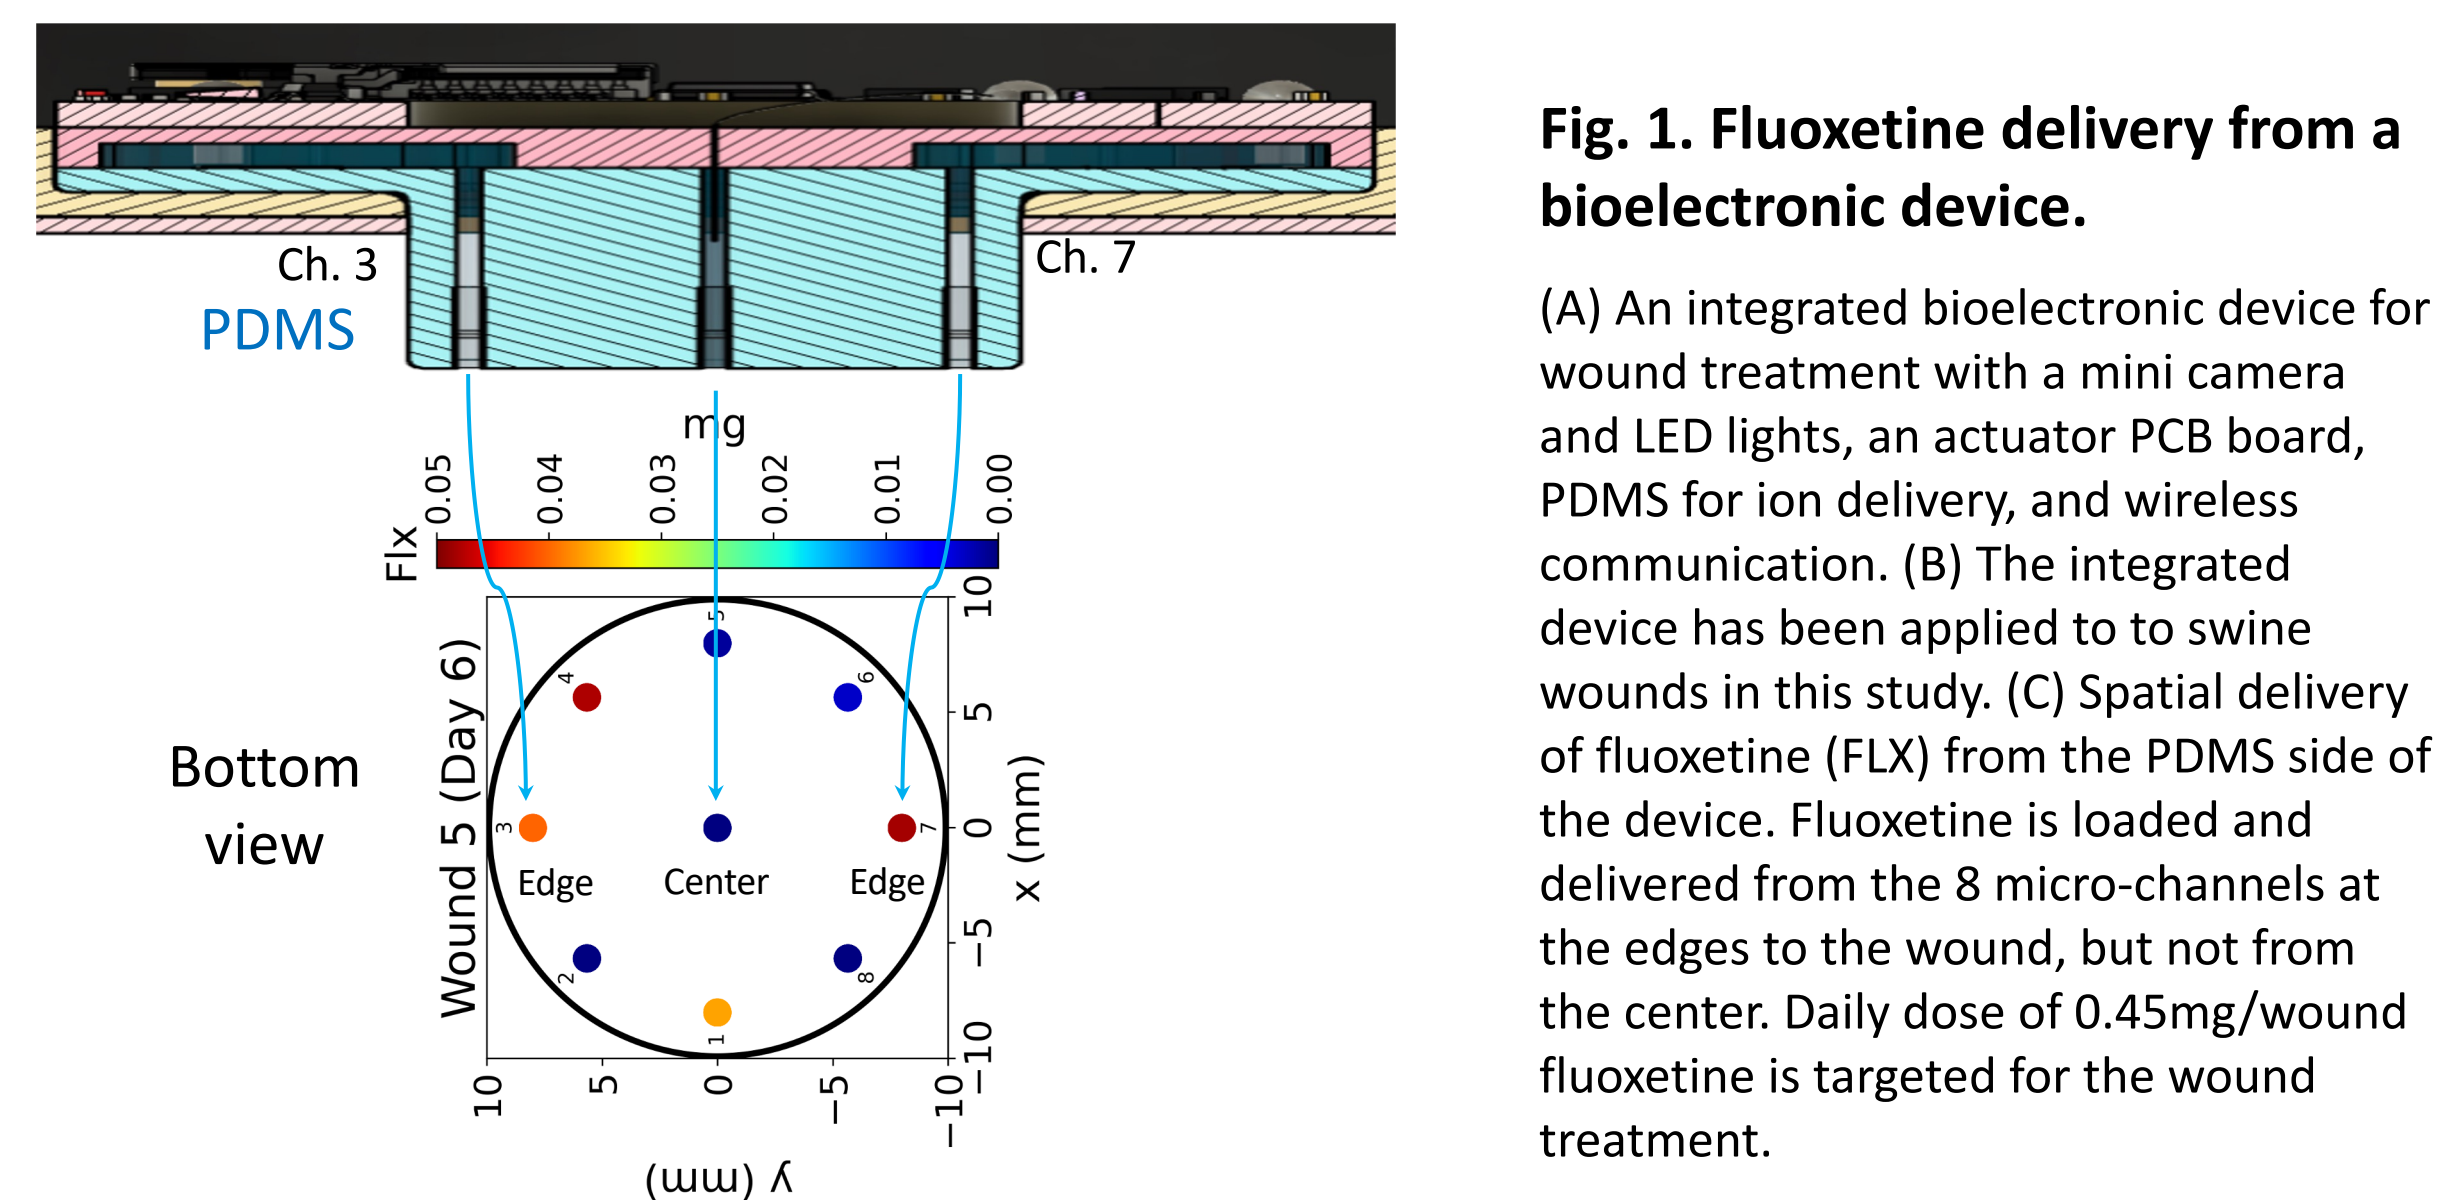 Ch. 3
Ch. 7
PDMS
mg
0.05
0.04
0.03
0.02
0.01
0.00
Flx
Wound 5 (Day 6)
Bottom
view
5
4
6
3
7
Edge
Center
Edge
2
8
1
10
5
0
−5
−10
x (mm)
10
5
0
−5
−10
y (mm)
Fig. 1. Fluoxetine delivery from a
bioelectronic device.
(A) An integrated bioelectronic device for
wound treatment with a mini camera
and LED lights, an actuator PCB board,
PDMS for ion delivery, and wireless
communication. (B) The integrated
device has been applied to to swine
wounds in this study. (C) Spatial delivery
of fluoxetine (FLX) from the PDMS side of
the device. Fluoxetine is loaded and
delivered from the 8 micro-channels at
the edges to the wound, but not from
the center. Daily dose of 0.45mg/wound
fluoxetine is targeted for the wound
treatment.